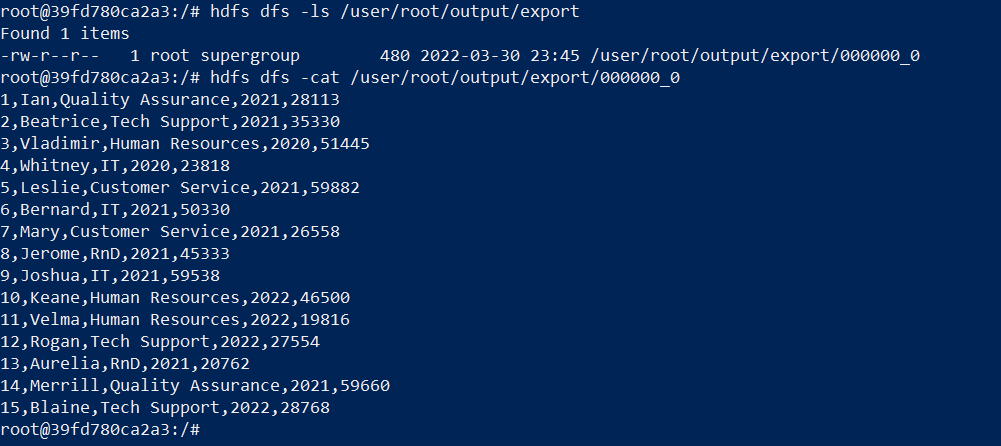 root@39fd780ca2a3:/# hdfs dfs -ls /user/root/output/export
Found 1 items
-rw-r--r--   1 root supergroup        480 2022-03-30 23:45 /user/root/output/export/000000_0
root@39fd780ca2a3:/# hdfs dfs -cat /user/root/output/export/000000_0
1,Ian,Quality Assurance,2021,28113
2,Beatrice,Tech Support,2021,35330
3,Vladimir,Human Resources,2020,51445
4,Whitney,IT,2020,23818
5,Leslie,Customer Service,2021,59882
6,Bernard,IT,2021,50330
7,Mary,Customer Service,2021,26558
8,Jerome,RnD,2021,45333
9,Joshua,IT,2021,59538
10,Keane,Human Resources,2022,46500
11,Velma,Human Resources,2022,19816
12,Rogan,Tech Support,2022,27554
13,Aurelia,RnD,2021,20762
14,Merrill,Quality Assurance,2021,59660
15,Blaine,Tech Support,2022,28768
root@39fd780ca2a3:/#